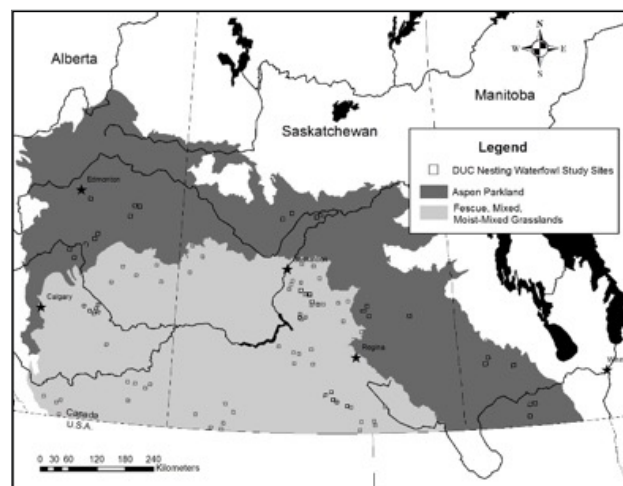 Alberta
Manitoba
Saskatchewan
N
W E
S
Legend
DUC Nesting Waterfowl Study Sites
Aspen Parkland
Fescue, Mixed,
Moist-Mixed Grasslands
Edmonton
Calgary
Regina
Canada
U.S.A.
0 30 60 120 180 240
Kilometers